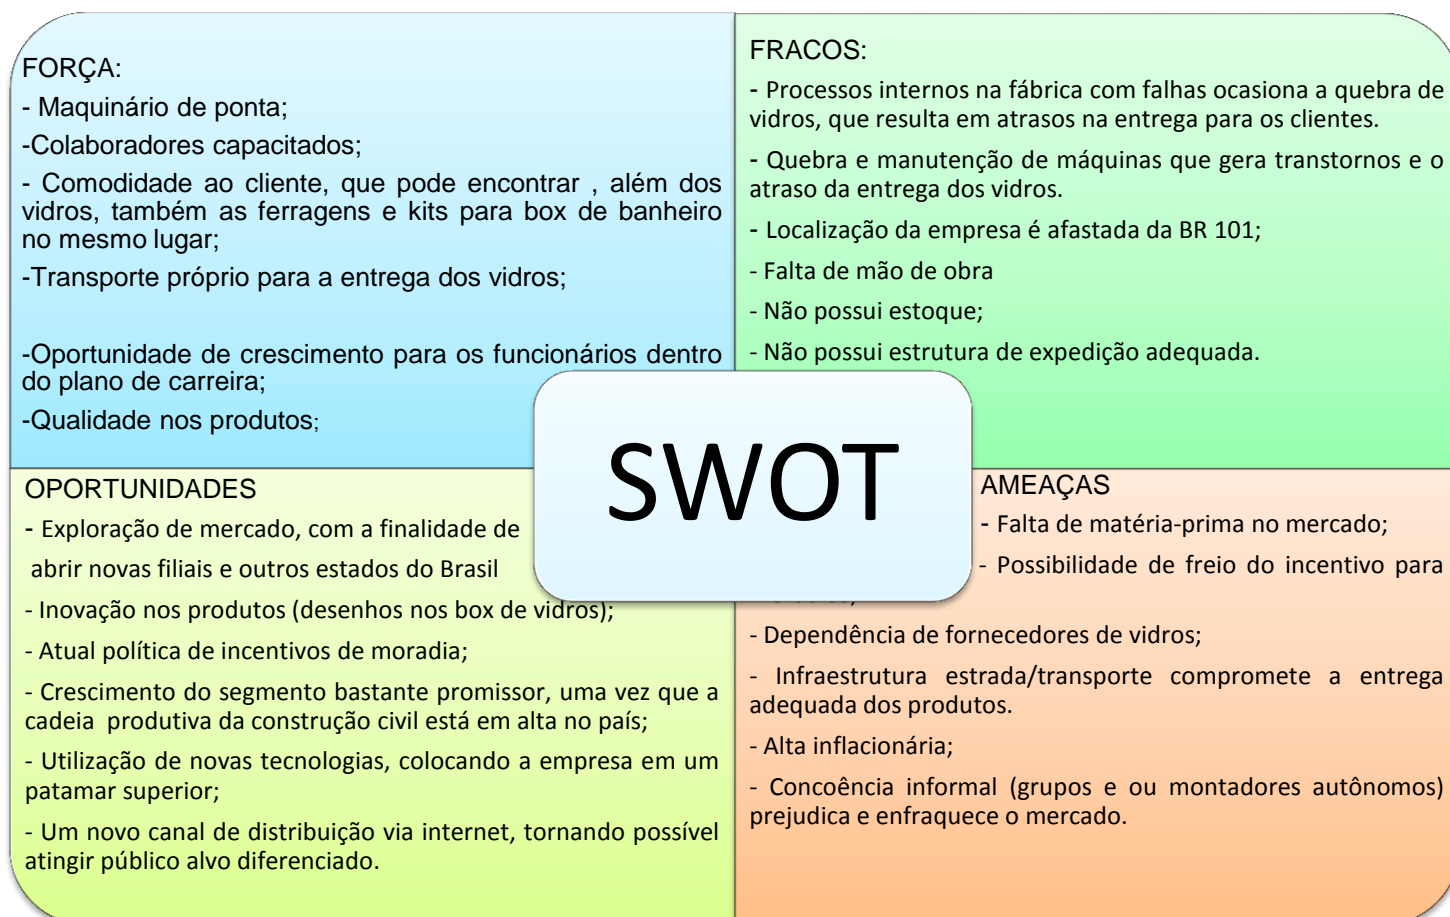 FORÇA:
- Maquinário de ponta;
-Colaboradores capacitados;
- Comodidade ao cliente, que pode encontrar , além dos
vidros, também as ferragens e kits para box de banheiro
no mesmo lugar;
-Transporte próprio para a entrega dos vidros;
-Oportunidade de crescimento para os funcionários dentro
do plano de carreira;
-Qualidade nos produtos;
FRACOS:
- Processos internos na fábrica com falhas ocasiona a quebra de
vidros, que resulta em atrasos na entrega para os clientes.
- Quebra e manutenção de máquinas que gera transtornos e o
atraso da entrega dos vidros.
- Localização da empresa é afastada da BR 101;
- Falta de mão de obra
- Não possui estoque;
- Não possui estrutura de expedição adequada.
SWOT
OPORTUNIDADES
- Exploração de mercado, com a finalidade de
abrir novas filiais e outros estados do Brasil
- Inovação nos produtos (desenhos nos box de vidros);
- Atual política de incentivos de moradia;
- Crescimento do segmento bastante promissor, uma vez que a
cadeia produtiva da construção civil está em alta no país;
- Utilização de novas tecnologias, colocando a empresa em um
patamar superior;
- Um novo canal de distribuição via internet, tornando possível
atingir público alvo diferenciado.
AMEAÇAS
- Falta de matéria-prima no mercado;
- Possibilidade de freio do incentivo para
- Dependência de fornecedores de vidros;
- Infraestrutura estrada/transporte compromete a entrega
adequada dos produtos.
- Alta inflacionária;
- Concoência informal (grupos e ou montadores autônomos)
prejudica e enfraquece o mercado.